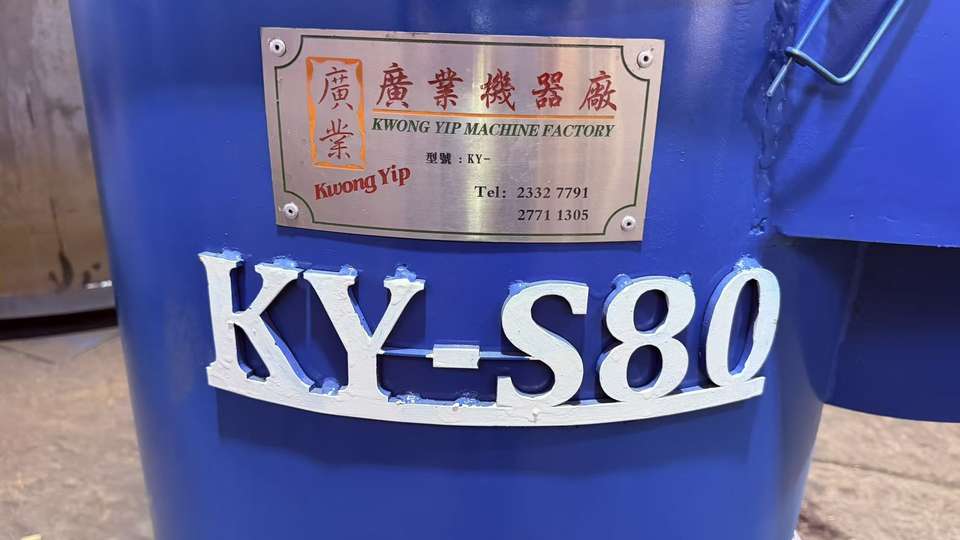 廣業
Kwong Yip
廣業機器廠
KWONG YIP MACHINE FACTORY
型號：KY-
Tel: 2332 7791
2771 1305
KY-S80